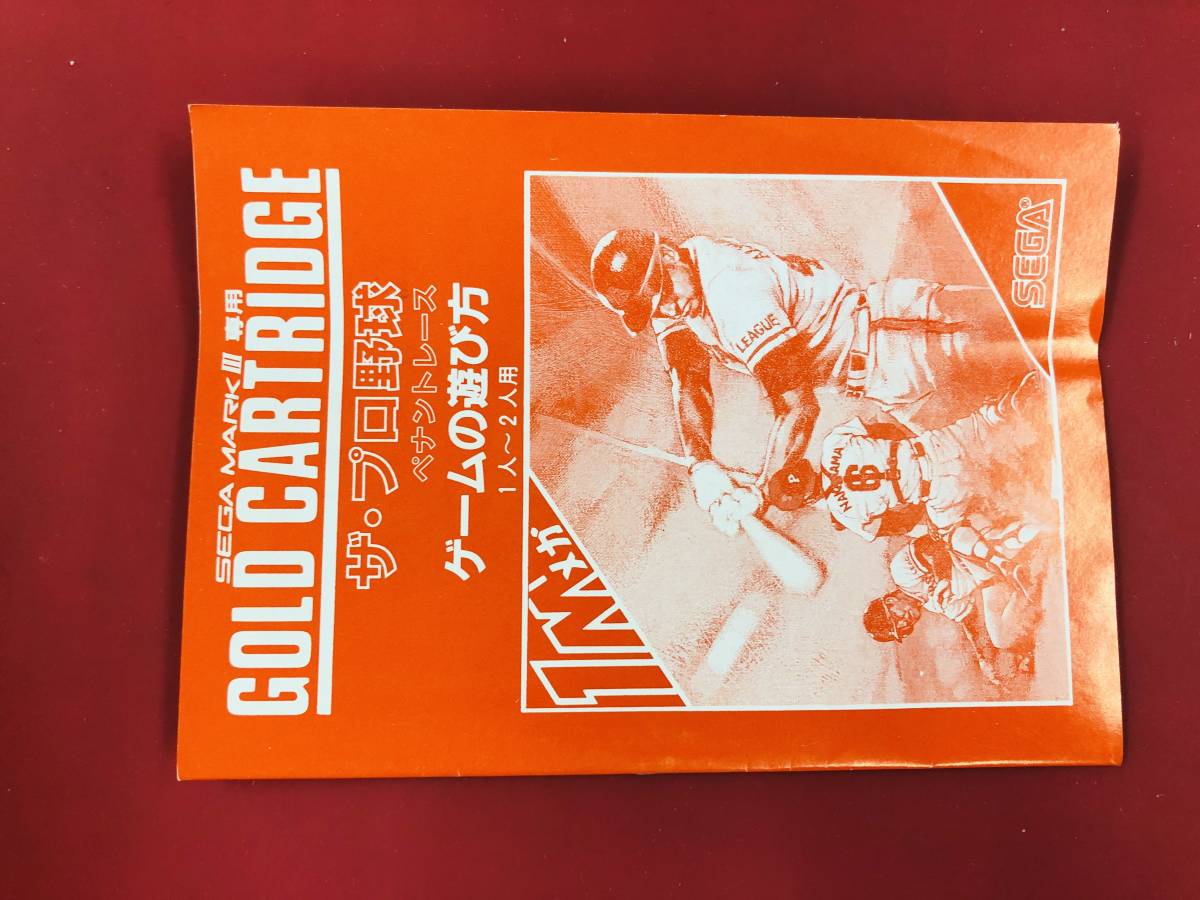 SEGA MARKIII 専用
GOLD CARTRIDGE
ザ・プロ野球
ペナントレース
ゲームの遊び方
1人～2人用
1Mメガ
LEAGUE
6
P
SEGA®